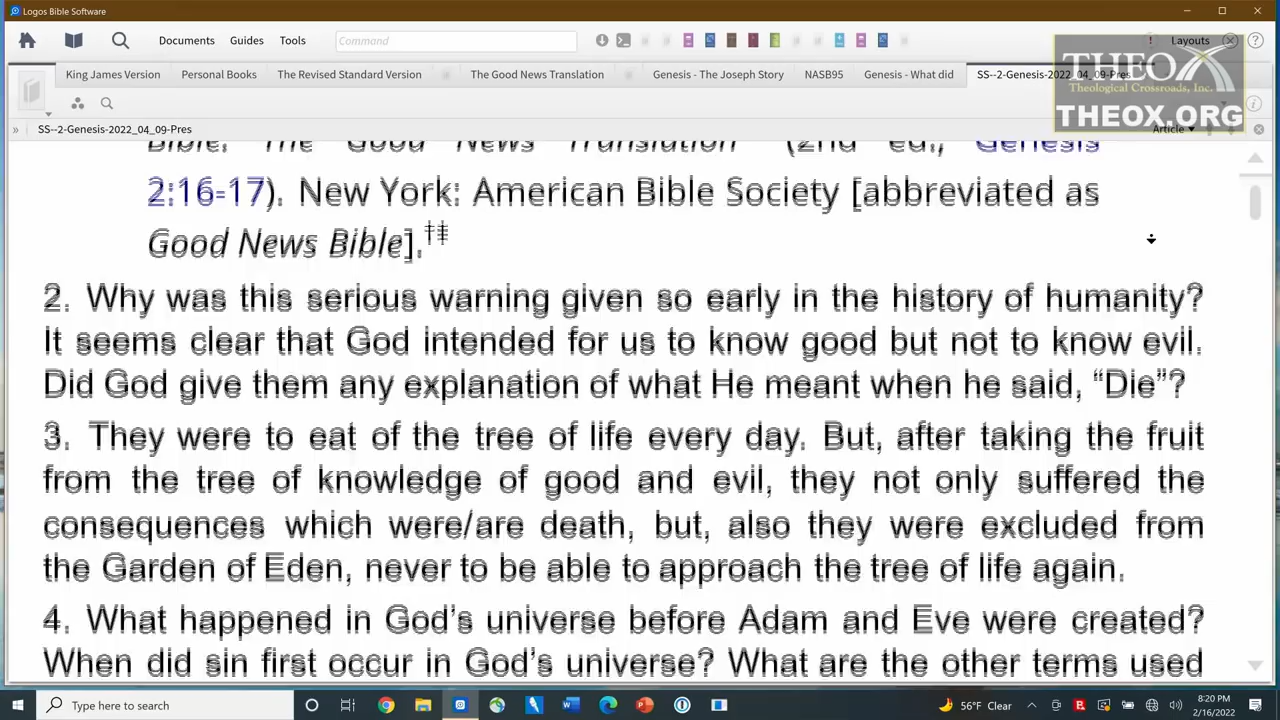 Logos Bible Software
Documents Guides Tools Command Layouts
King James Version Personal Books The Revised Standard Version The Good News Translation Genesis - The Joseph Story NASB95 Genesis - What did SS--2-Genesis-2022_04_09-Pres
THEOX
Theological Crossroads, Inc.
THEOX.ORG
SS--2-Genesis-2022_04_09-Pres Article
Bible: The Good News Translation (2nd ed., Genesis
2:16-17). New York: American Bible Society [abbreviated as
Good News Bible].†‡
2. Why was this serious warning given so early in the history of humanity?
It seems clear that God intended for us to know good but not to know evil.
Did God give them any explanation of what He meant when he said, “Die”?
3. They were to eat of the tree of life every day. But, after taking the fruit
from the tree of knowledge of good and evil, they not only suffered the
consequences which were/are death, but, also they were excluded from
the Garden of Eden, never to be able to approach the tree of life again.
4. What happened in God’s universe before Adam and Eve were created?
When did sin first occur in God’s universe? What are the other terms used
Type here to search 56°F Clear 8:20 PM
2/16/2022